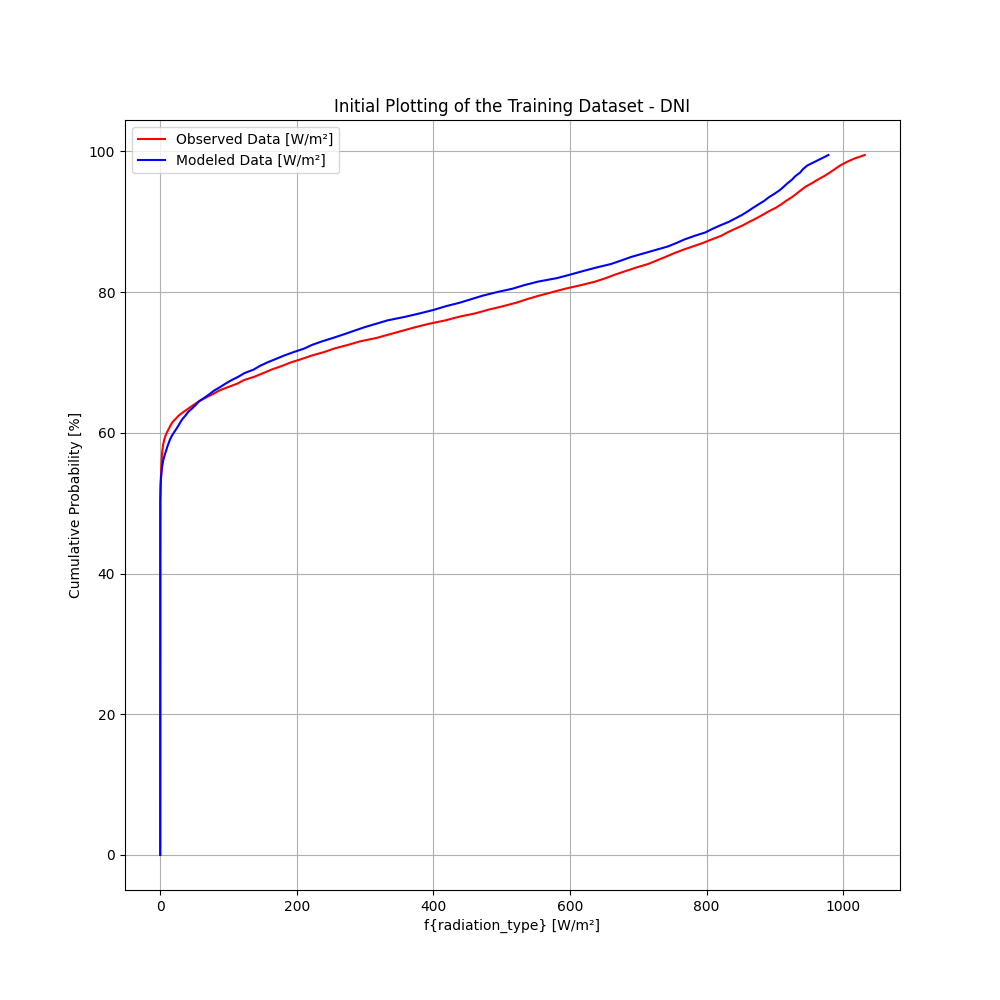 Initial Plotting of the Training Dataset - DNI
Observed Data [W/m²]
Modeled Data [W/m²]
100
80
60
40
20
0
Cumulative Probability [%]
0 200 400 600 800 1000
f{radiation_type} [W/m²]